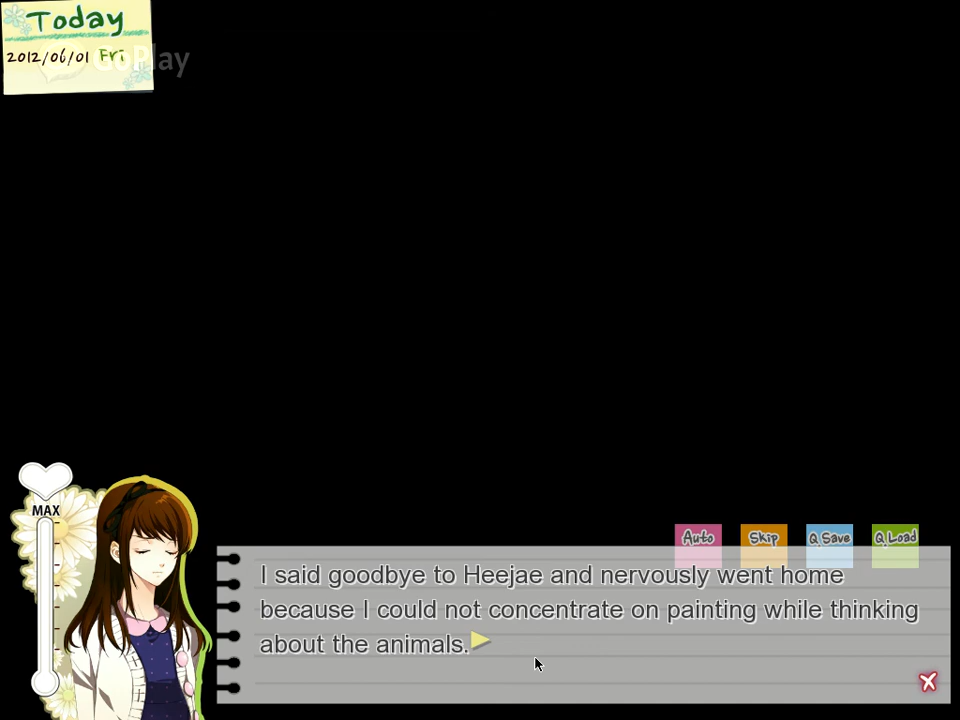 Today
2012/06/01 Fri
GoPlay
MAX
Auto
Skip
Q.Save
Q.Load
I said goodbye to Heejae and nervously went home
because I could not concentrate on painting while thinking
about the animals.